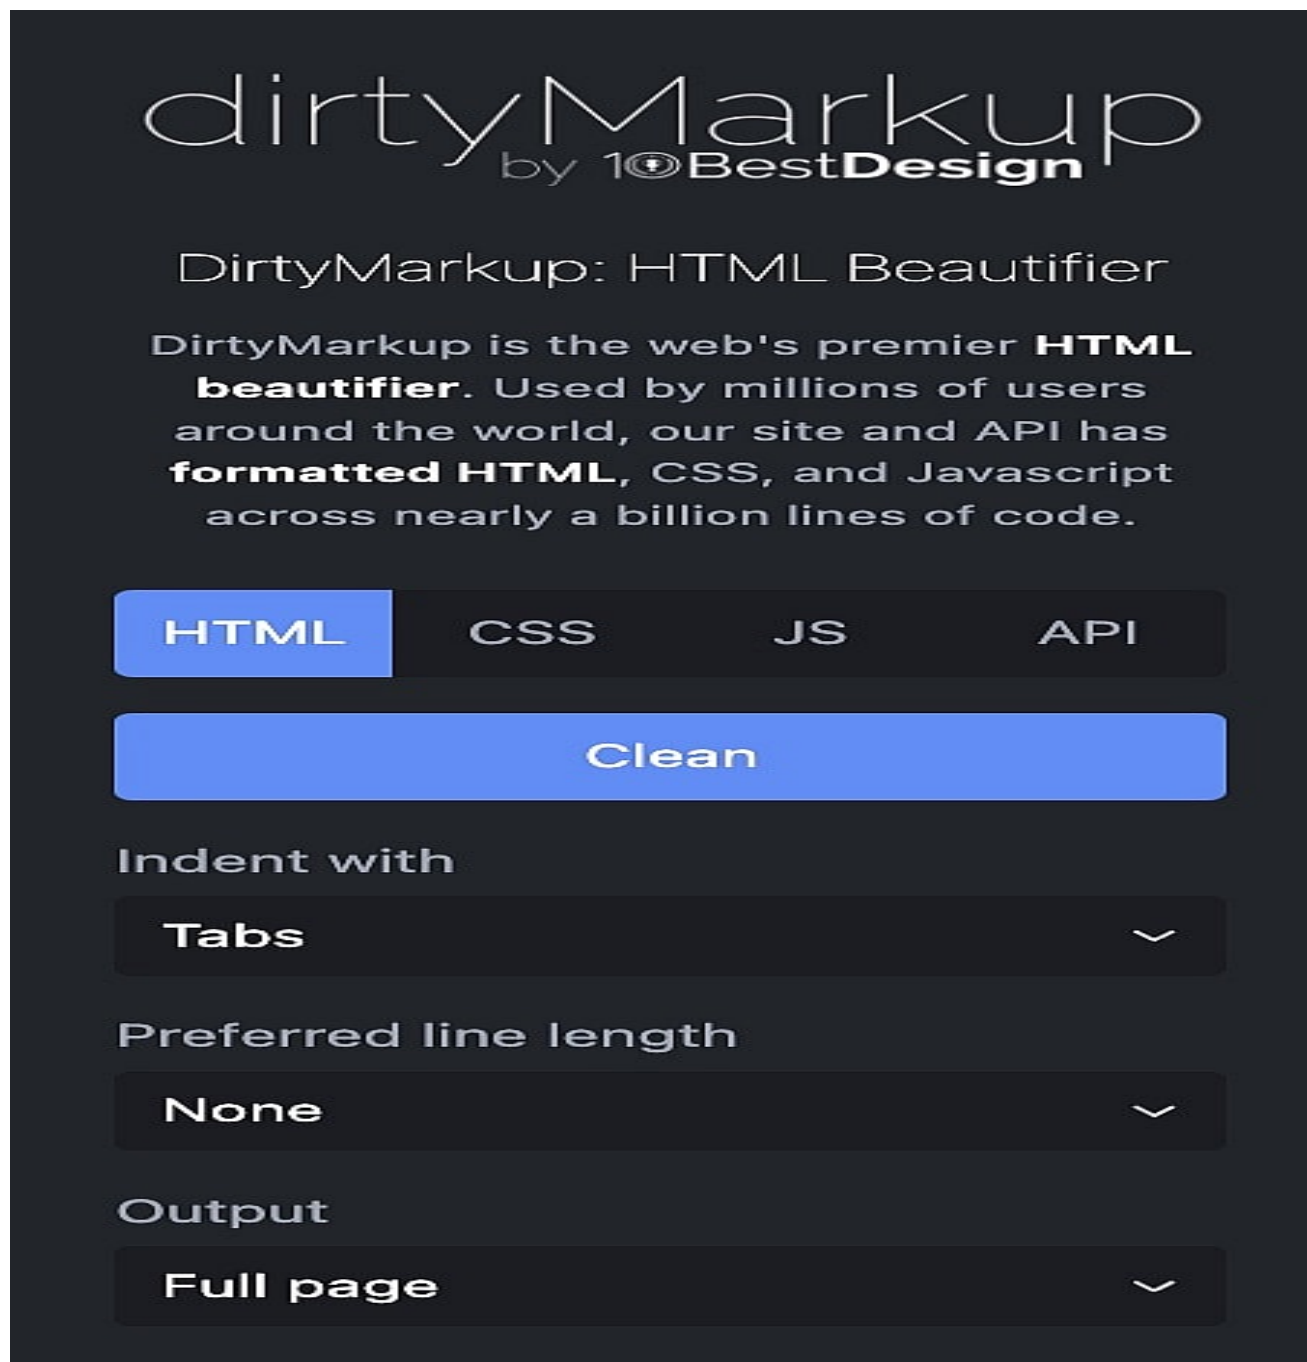 dirtyMarkup
by 10BestDesign
DirtyMarkup: HTML Beautifier
DirtyMarkup is the web's premier HTML
beautifier. Used by millions of users
around the world, our site and API has
formatted HTML, CSS, and Javascript
across nearly a billion lines of code.
HTML CSS JS API
Clean
Indent with
Tabs
Preferred line length
None
Output
Full page